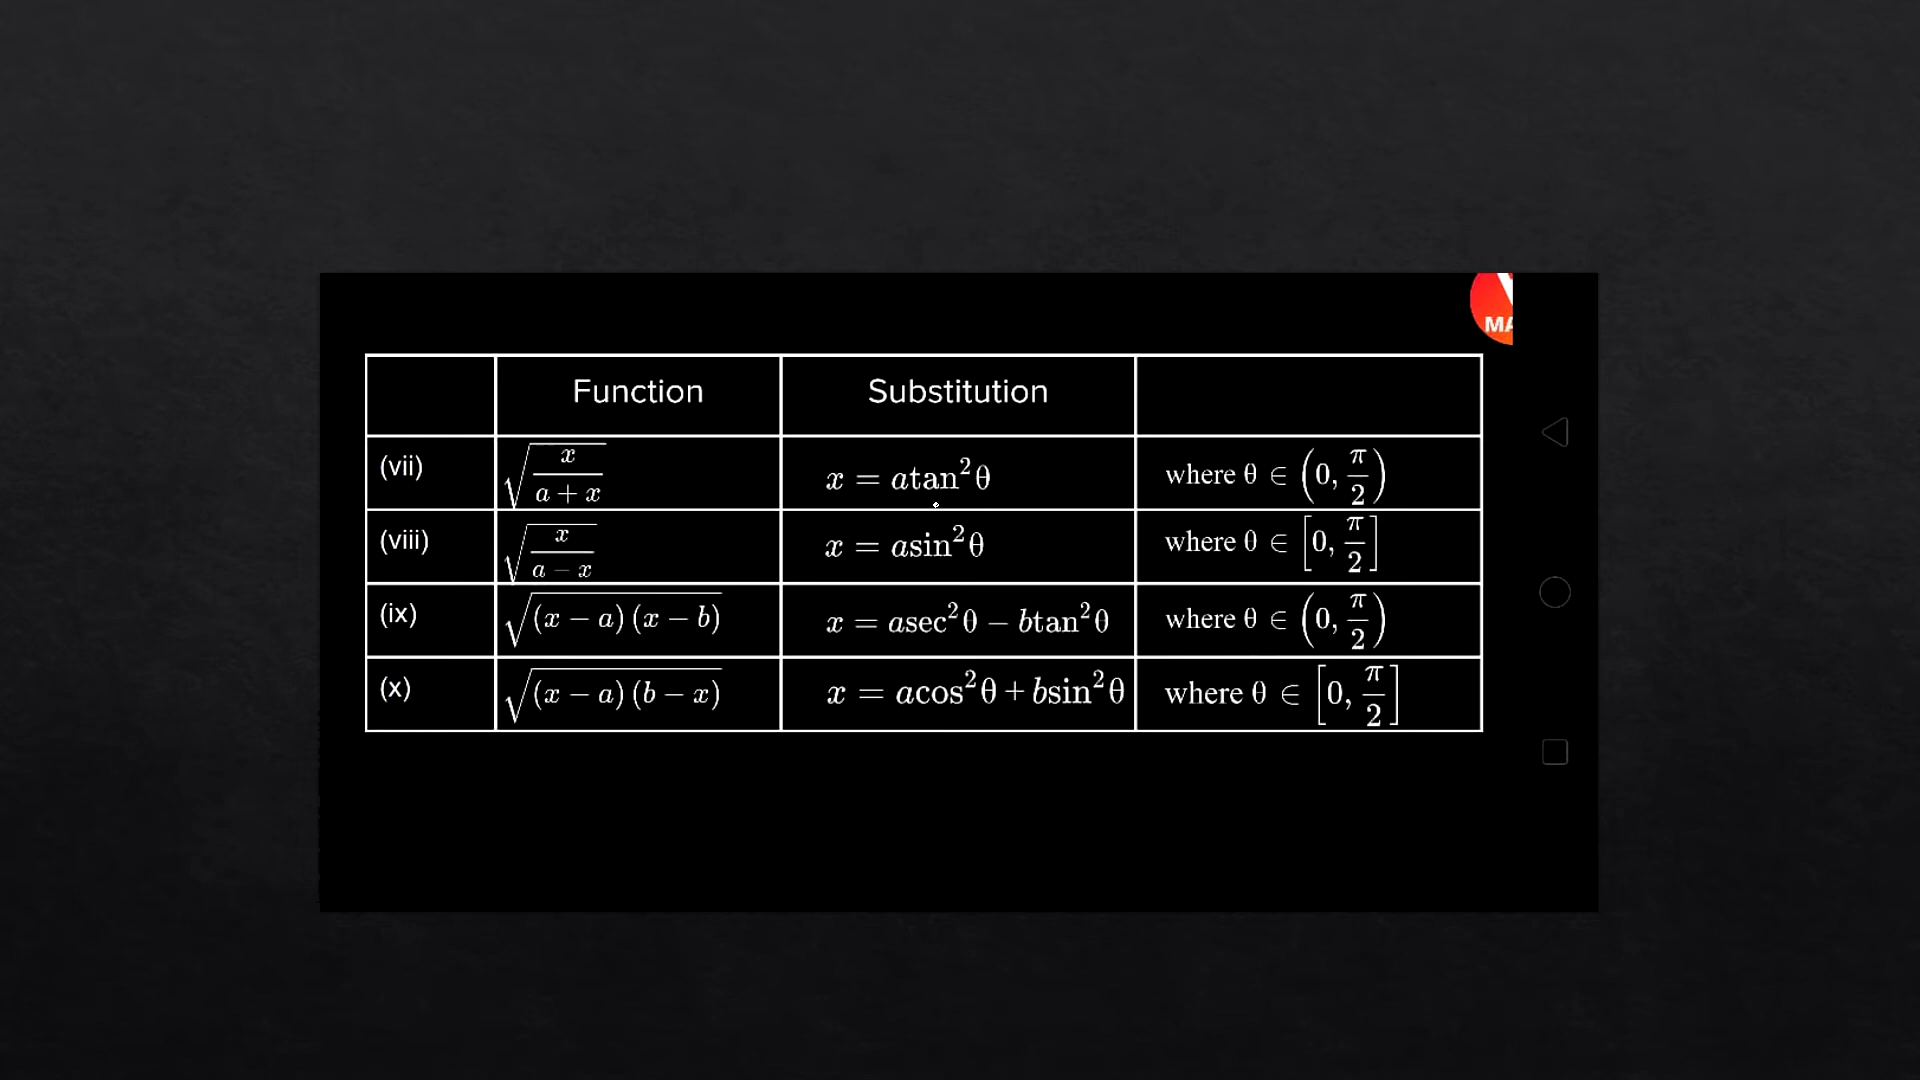 MA
Function Substitution
(vii) √(x/(a + x)) x = atan²θ where θ ∈ (0, π/2)
(viii) √(x/(a − x)) x = asin²θ where θ ∈ [0, π/2]
(ix) √((x − a)(x − b)) x = asec²θ − btan²θ where θ ∈ (0, π/2)
(x) √((x − a)(b − x)) x = acos²θ + bsin²θ where θ ∈ [0, π/2]